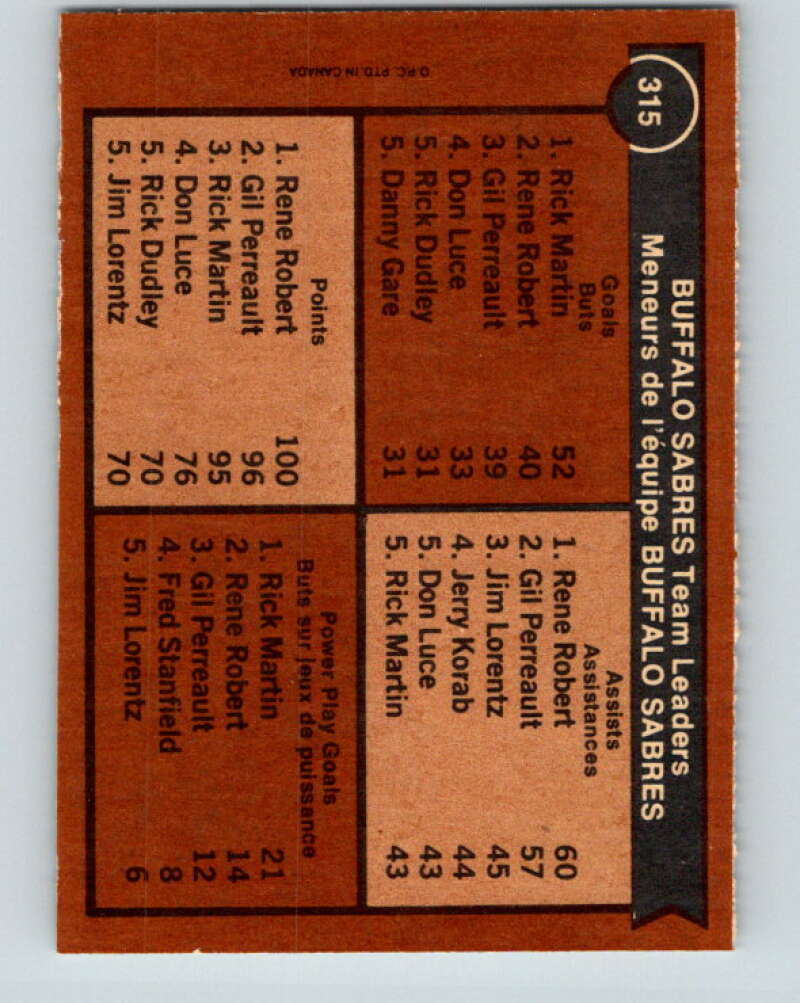 315
BUFFALO SABRES Team Leaders
Meneurs de l'équipe BUFFALO SABRES
Goals
Buts
1. Rick Martin 52
2. Rene Robert 40
3. Gil Perreault 39
4. Don Luce 33
5. Rick Dudley 31
5. Danny Gare 31
Assists
Assistances
1. Rene Robert 60
2. Gil Perreault 57
3. Jim Lorentz 45
4. Jerry Korab 44
5. Don Luce 43
5. Rick Martin 43
Points
1. Rene Robert 100
2. Gil Perreault 96
3. Rick Martin 95
4. Don Luce 76
5. Rick Dudley 70
5. Jim Lorentz 70
Power Play Goals
Buts sur jeux de puissance
1. Rick Martin 21
2. Rene Robert 14
3. Gil Perreault 12
4. Fred Stanfield 8
5. Jim Lorentz 6
O.P.C. PTD. IN CANADA